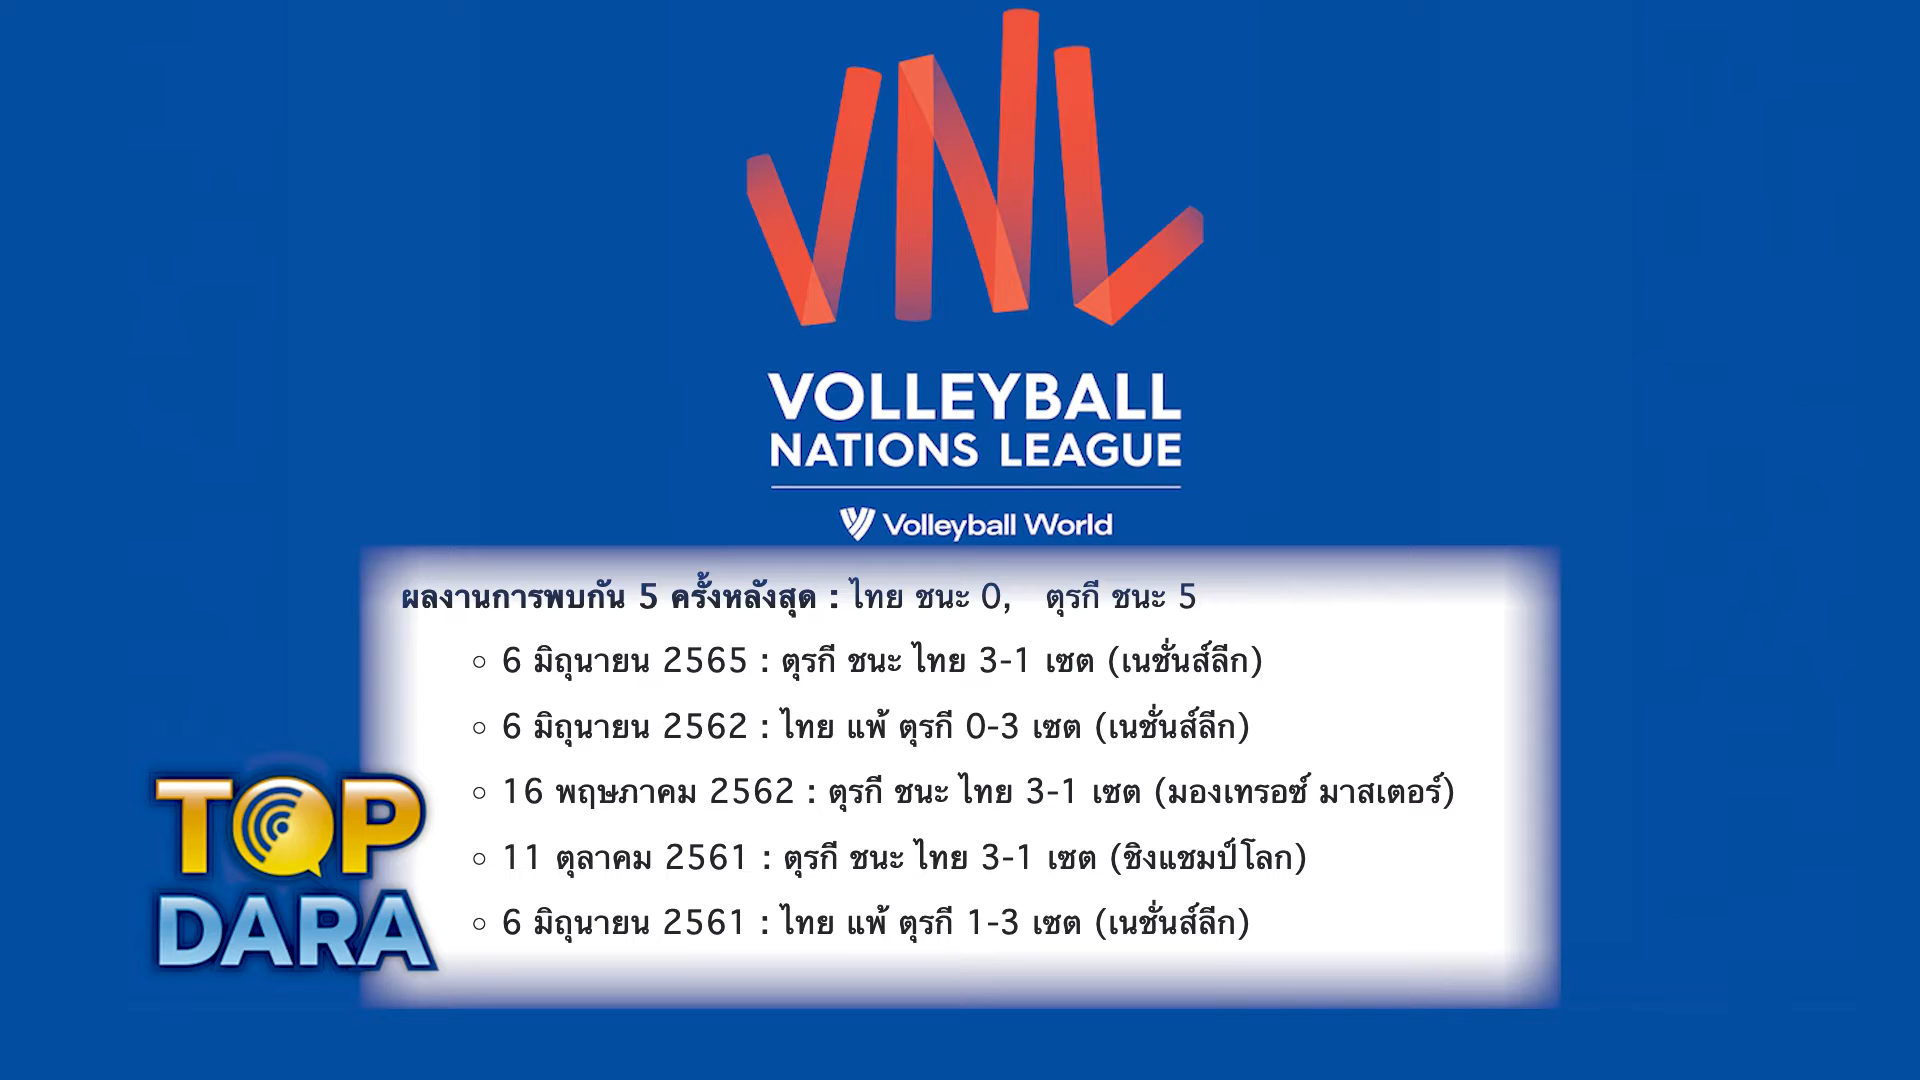 VNL
VOLLEYBALL
NATIONS LEAGUE
Volleyball World
ผลงานการพบกัน 5 ครั้งหลังสุด : ไทย ชนะ 0, ตุรกี ชนะ 5
6 มิถุนายน 2565 : ตุรกี ชนะ ไทย 3-1 เซต (เนชั่นส์ลีก)
6 มิถุนายน 2562 : ไทย แพ้ ตุรกี 0-3 เซต (เนชั่นส์ลีก)
16 พฤษภาคม 2562 : ตุรกี ชนะ ไทย 3-1 เซต (มองเทรอซ์ มาสเตอร์)
11 ตุลาคม 2561 : ตุรกี ชนะ ไทย 3-1 เซต (ชิงแชมป์โลก)
6 มิถุนายน 2561 : ไทย แพ้ ตุรกี 1-3 เซต (เนชั่นส์ลีก)
TOP
DARA